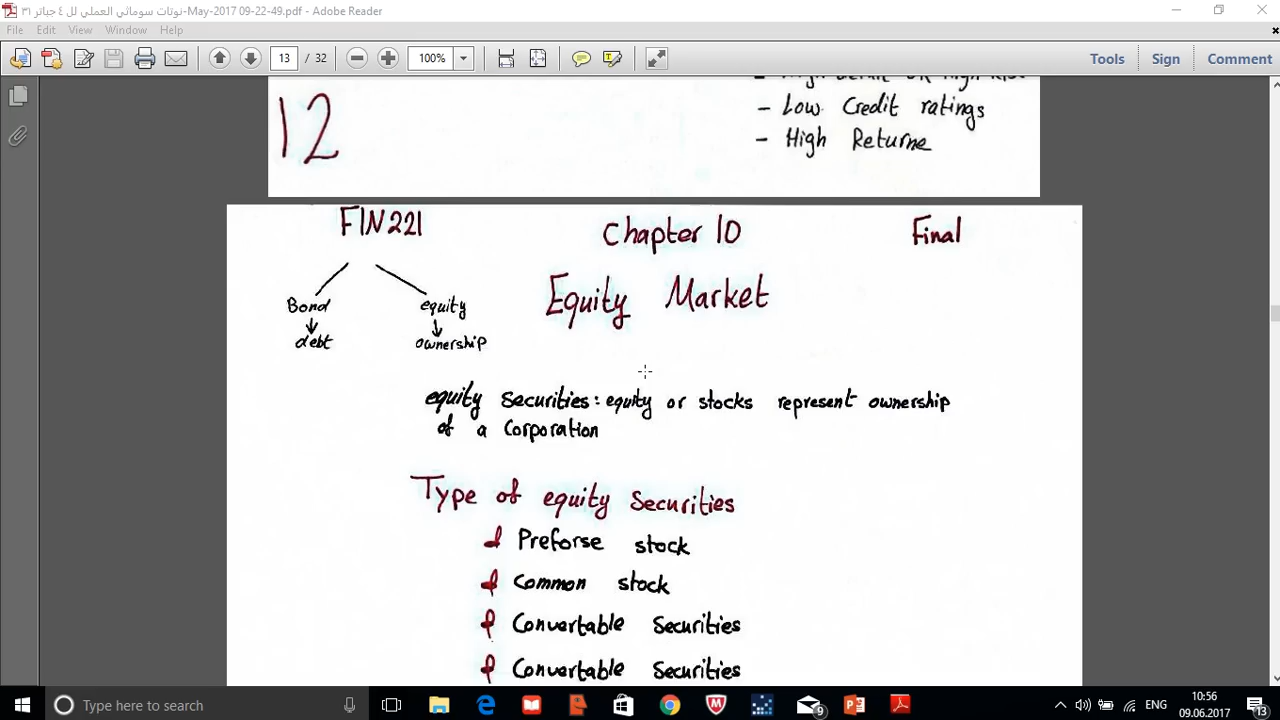 نوتات سوماثي العملي لل ٤ جباتر ٣١-May-2017 09-22-49.pdf - Adobe Reader
File Edit View Window Help
13 / 32 100% Tools Sign Comment
- Low Credit ratings
12
- High Returne
FIN221 Chapter 10 Final
Equity Market
Bond equity
debt ownership
equity Securities: equity or stocks represent ownership
of a Corporation
Type of equity Securities
Preforse stock
Common stock
Convertable Securities
Convertable Securities
Type here to search
ENG
10:56
09.06.2017
9
13